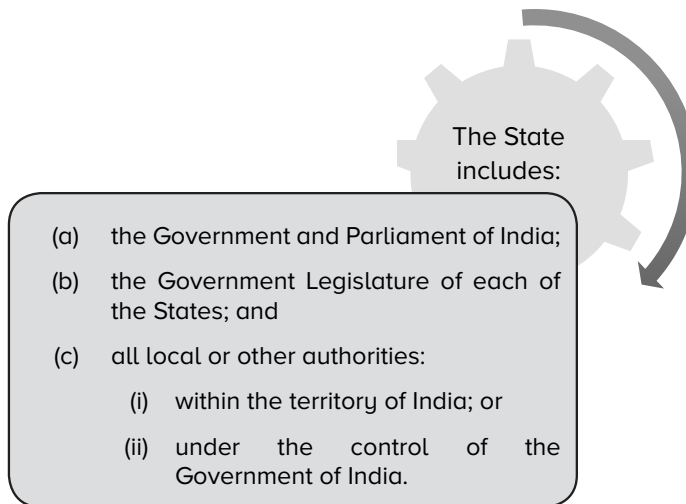 The State
includes:
(a) the Government and Parliament of India;
(b) the Government Legislature of each of
the States; and
(c) all local or other authorities:
(i) within the territory of India; or
(ii) under the control of the
Government of India.